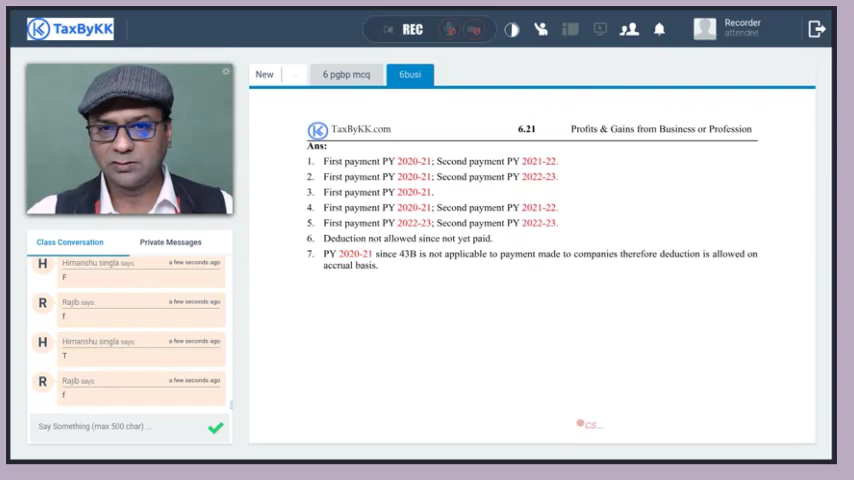 TaxByKK
REC
Recorder
attendee
New
...
6 pgbp mcq
6busi
TaxByKK.com
6.21
Profits & Gains from Business or Profession
Ans:
1. First payment PY 2020-21; Second payment PY 2021-22.
2. First payment PY 2020-21; Second payment PY 2022-23.
3. First payment PY 2020-21.
4. First payment PY 2020-21; Second payment PY 2021-22.
5. First payment PY 2022-23; Second payment PY 2022-23.
6. Deduction not allowed since not yet paid.
7. PY 2020-21 since 43B is not applicable to payment made to companies therefore deduction is allowed on
accrual basis.
cs...
Class Conversation
Private Messages
H
Himanshu singla says:
a few seconds ago
F
R
Rajib says:
a few seconds ago
f
H
Himanshu singla says:
a few seconds ago
T
R
Rajib says:
a few seconds ago
f
Say Something (max 500 char) ...